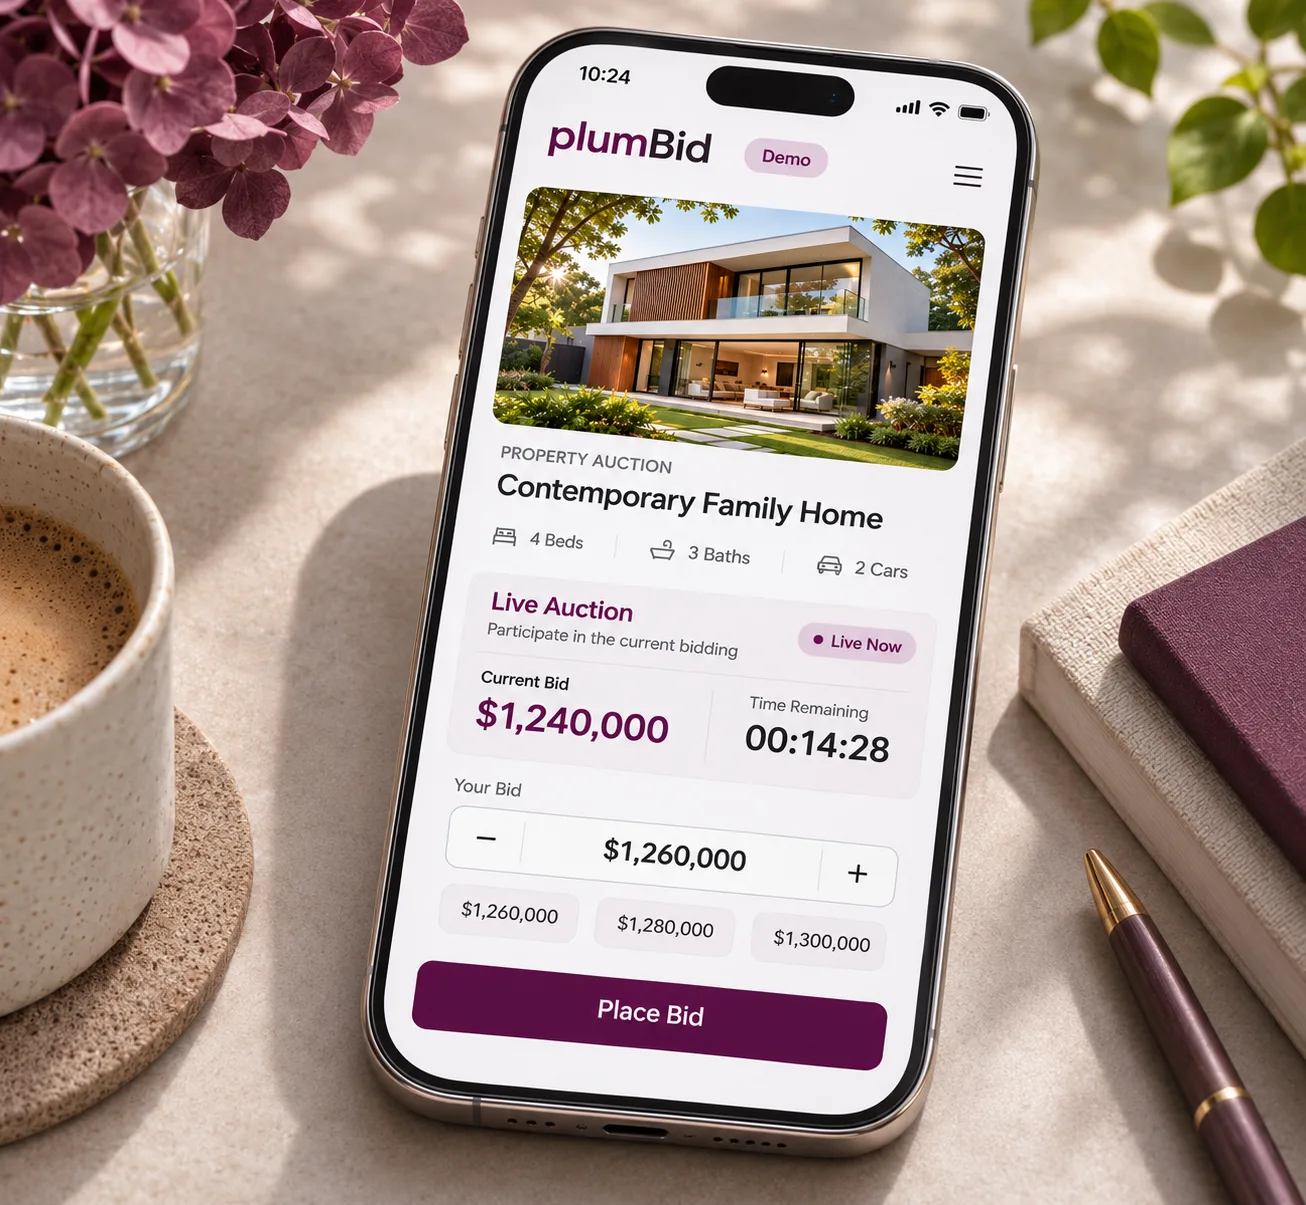 10:24
plumBid
Demo
PROPERTY AUCTION
Contemporary Family Home
4 Beds
3 Baths
2 Cars
Live Auction
Participate in the current bidding
Live Now
Current Bid
$1,240,000
Time Remaining
00:14:28
Your Bid
−
$1,260,000
+
$1,260,000
$1,280,000
$1,300,000
Place Bid